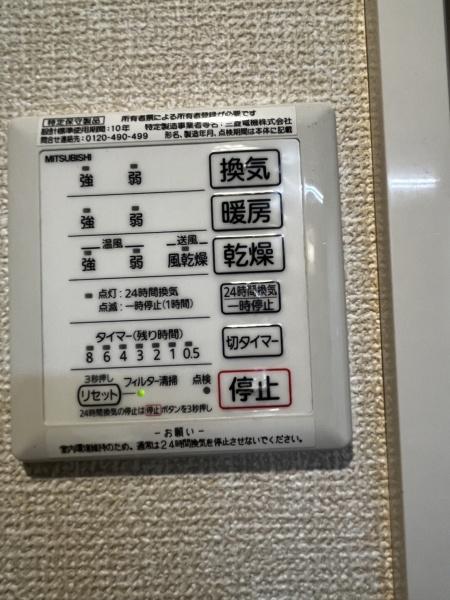 特定保守製品 所有者票による所有者登録が必要です
設計標準使用期間:10年 特定製造事業者等名:三菱電機株式会社
問合せ連絡先:0120-490-499 形名、製造年月、点検期間は本体に記載
MITSUBISHI
強 弱 換気
強 弱 暖房
温風 送風
強 弱 風乾燥 乾燥
点灯:24時間換気
点滅:一時停止(1時間)
24時間換気
一時停止
タイマー(残り時間)
8 6 4 3 2 1 0.5
切タイマー
3秒押し
リセット フィルター清掃 点検
停止
24時間換気の停止は停止ボタンを3秒押し
-お願い-
室内環境維持のため、通常は24時間換気を停止させないでください。